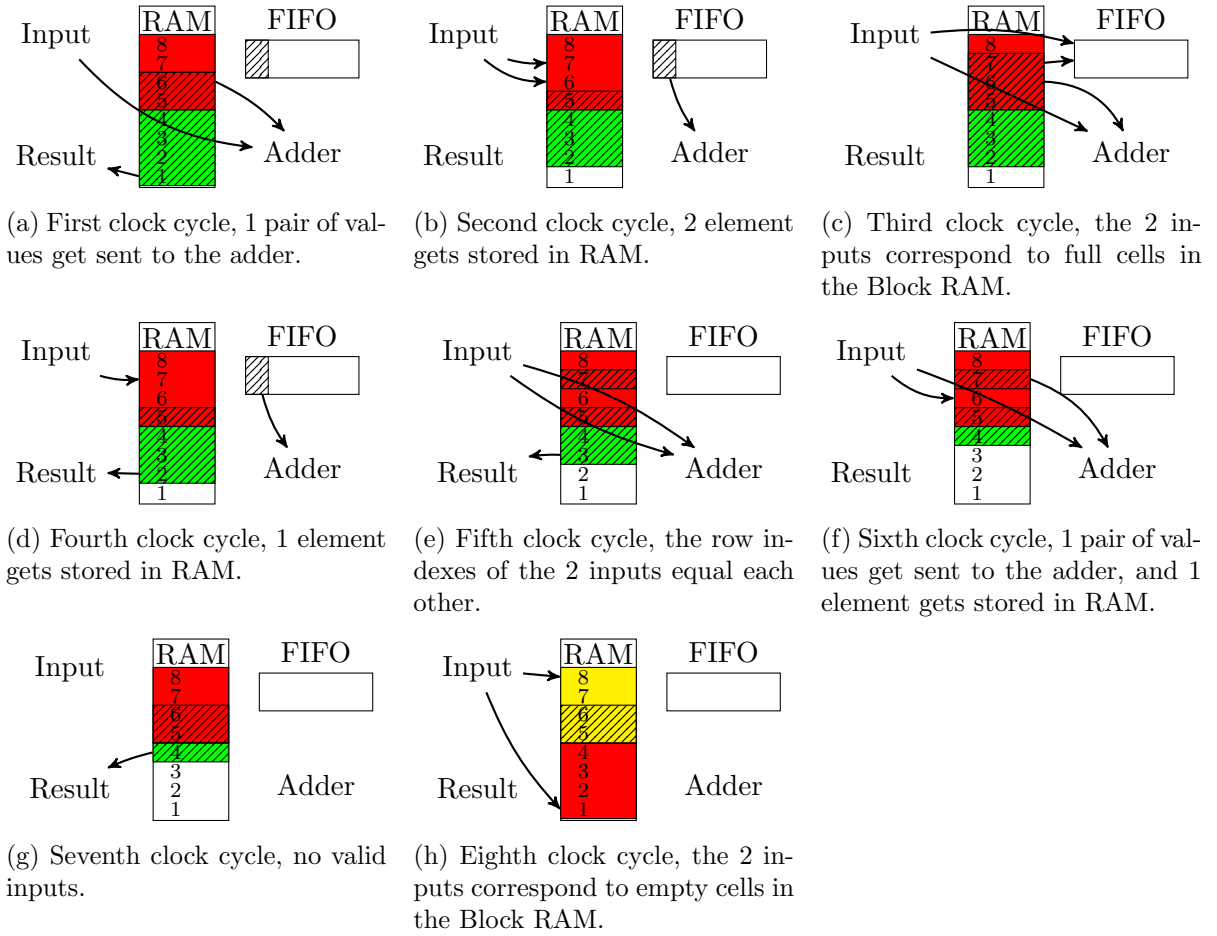 Input
RAM
FIFO
8
7
6
5
4
3
2
1
Result
Adder
(a) First clock cycle, 1 pair of val-
ues get sent to the adder.
Input
RAM
FIFO
8
7
6
5
4
3
2
1
Result
Adder
(b) Second clock cycle, 2 element
gets stored in RAM.
Input
RAM
FIFO
8
7
6
5
4
3
2
1
Result
Adder
(c) Third clock cycle, the 2 in-
puts correspond to full cells in
the Block RAM.
Input
RAM
FIFO
8
7
6
5
4
3
2
1
Result
Adder
(d) Fourth clock cycle, 1 element
gets stored in RAM.
Input
RAM
FIFO
8
7
6
5
4
3
2
1
Result
Adder
(e) Fifth clock cycle, the row in-
dexes of the 2 inputs equal each
other.
Input
RAM
FIFO
8
7
6
5
4
3
2
1
Result
Adder
(f) Sixth clock cycle, 1 pair of val-
ues get sent to the adder, and 1
element gets stored in RAM.
Input
RAM
FIFO
8
7
6
5
4
3
2
1
Result
Adder
(g) Seventh clock cycle, no valid
inputs.
Input
RAM
FIFO
8
7
6
5
4
3
2
1
Result
Adder
(h) Eighth clock cycle, the 2 in-
puts correspond to empty cells in
the Block RAM.